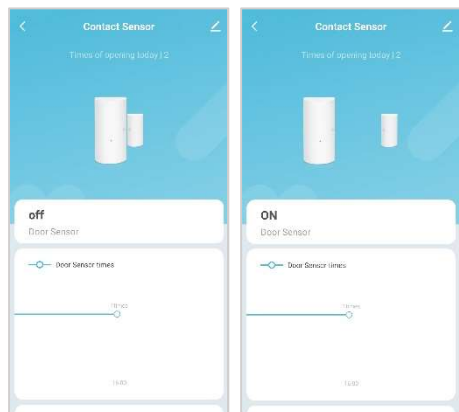 Contact Sensor
Times of opening today | 2
off
Door Sensor
Door Sensor times
Contact Sensor
Times of opening today | 2
ON
Door Sensor
Door Sensor times